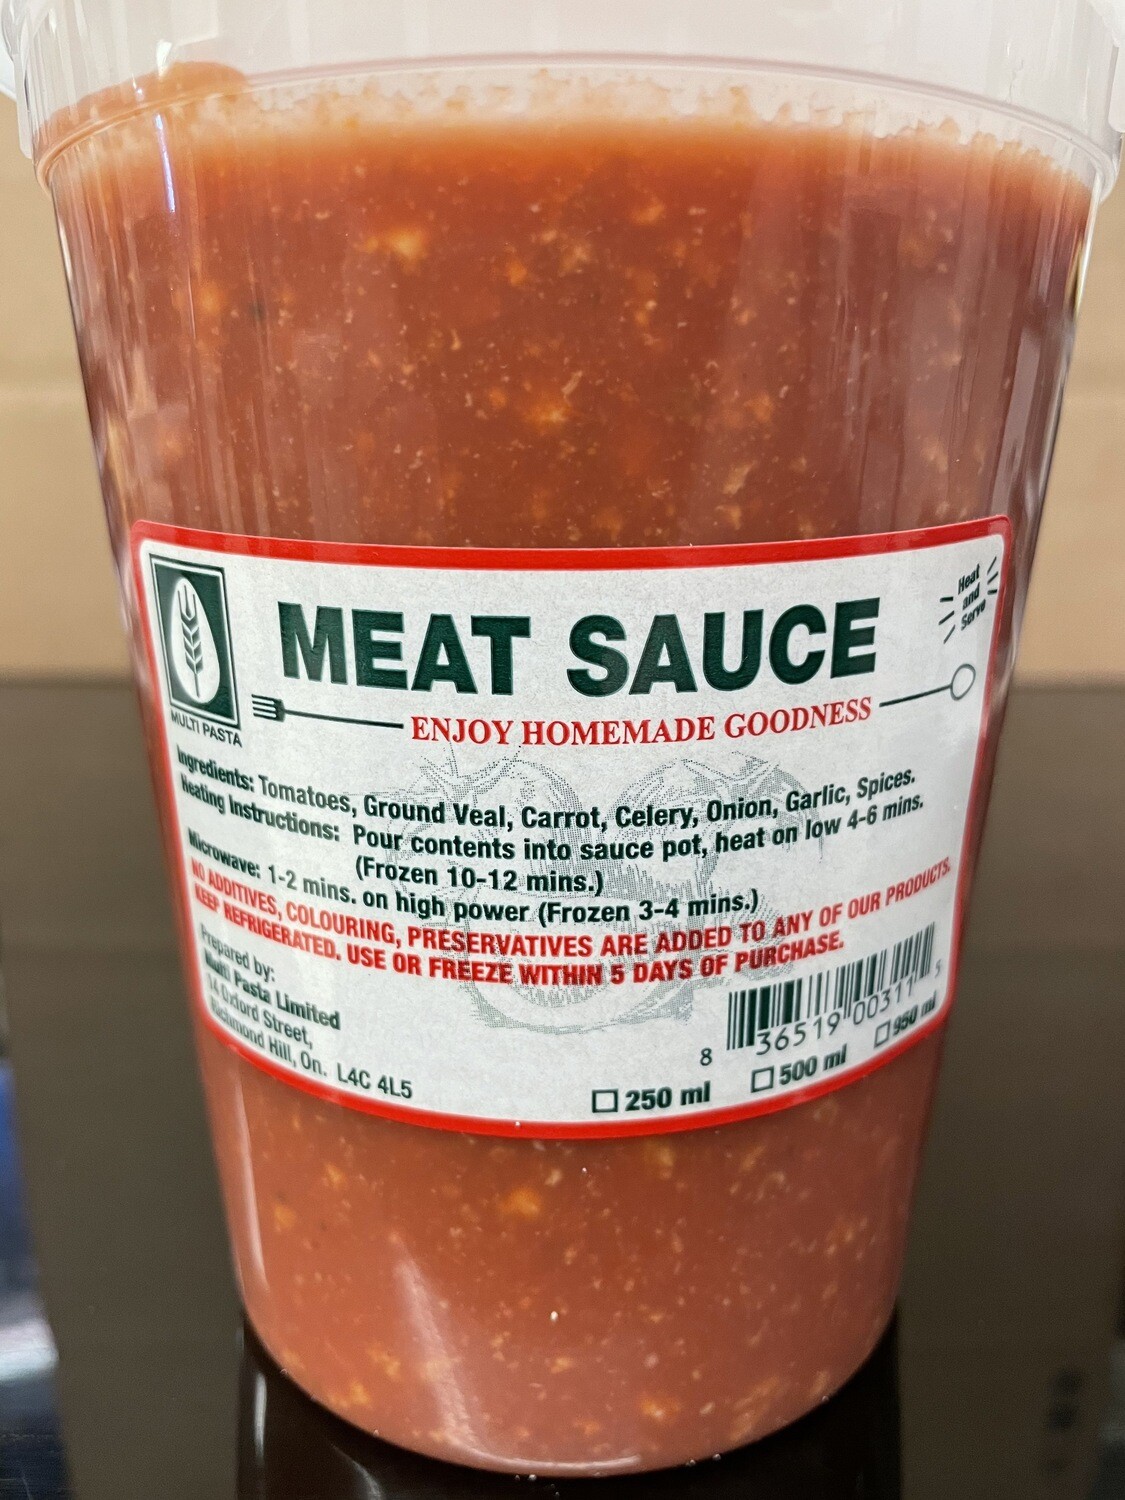 MULTI PASTA
MEAT SAUCE
Heat
and
Serve
ENJOY HOMEMADE GOODNESS
Ingredients: Tomatoes, Ground Veal, Carrot, Celery, Onion, Garlic, Spices.
Heating Instructions: Pour contents into sauce pot, heat on low 4-6 mins.
(Frozen 10-12 mins.)
Microwave: 1-2 mins. on high power (Frozen 3-4 mins.)
NO ADDITIVES, COLOURING, PRESERVATIVES ARE ADDED TO ANY OF OUR PRODUCTS.
KEEP REFRIGERATED. USE OR FREEZE WITHIN 5 DAYS OF PURCHASE.
Prepared by:
Multi Pasta Limited
14 Oxford Street,
Richmond Hill, On. L4C 4L5
8 36519 00311 5
250 ml 500 ml 950 ml